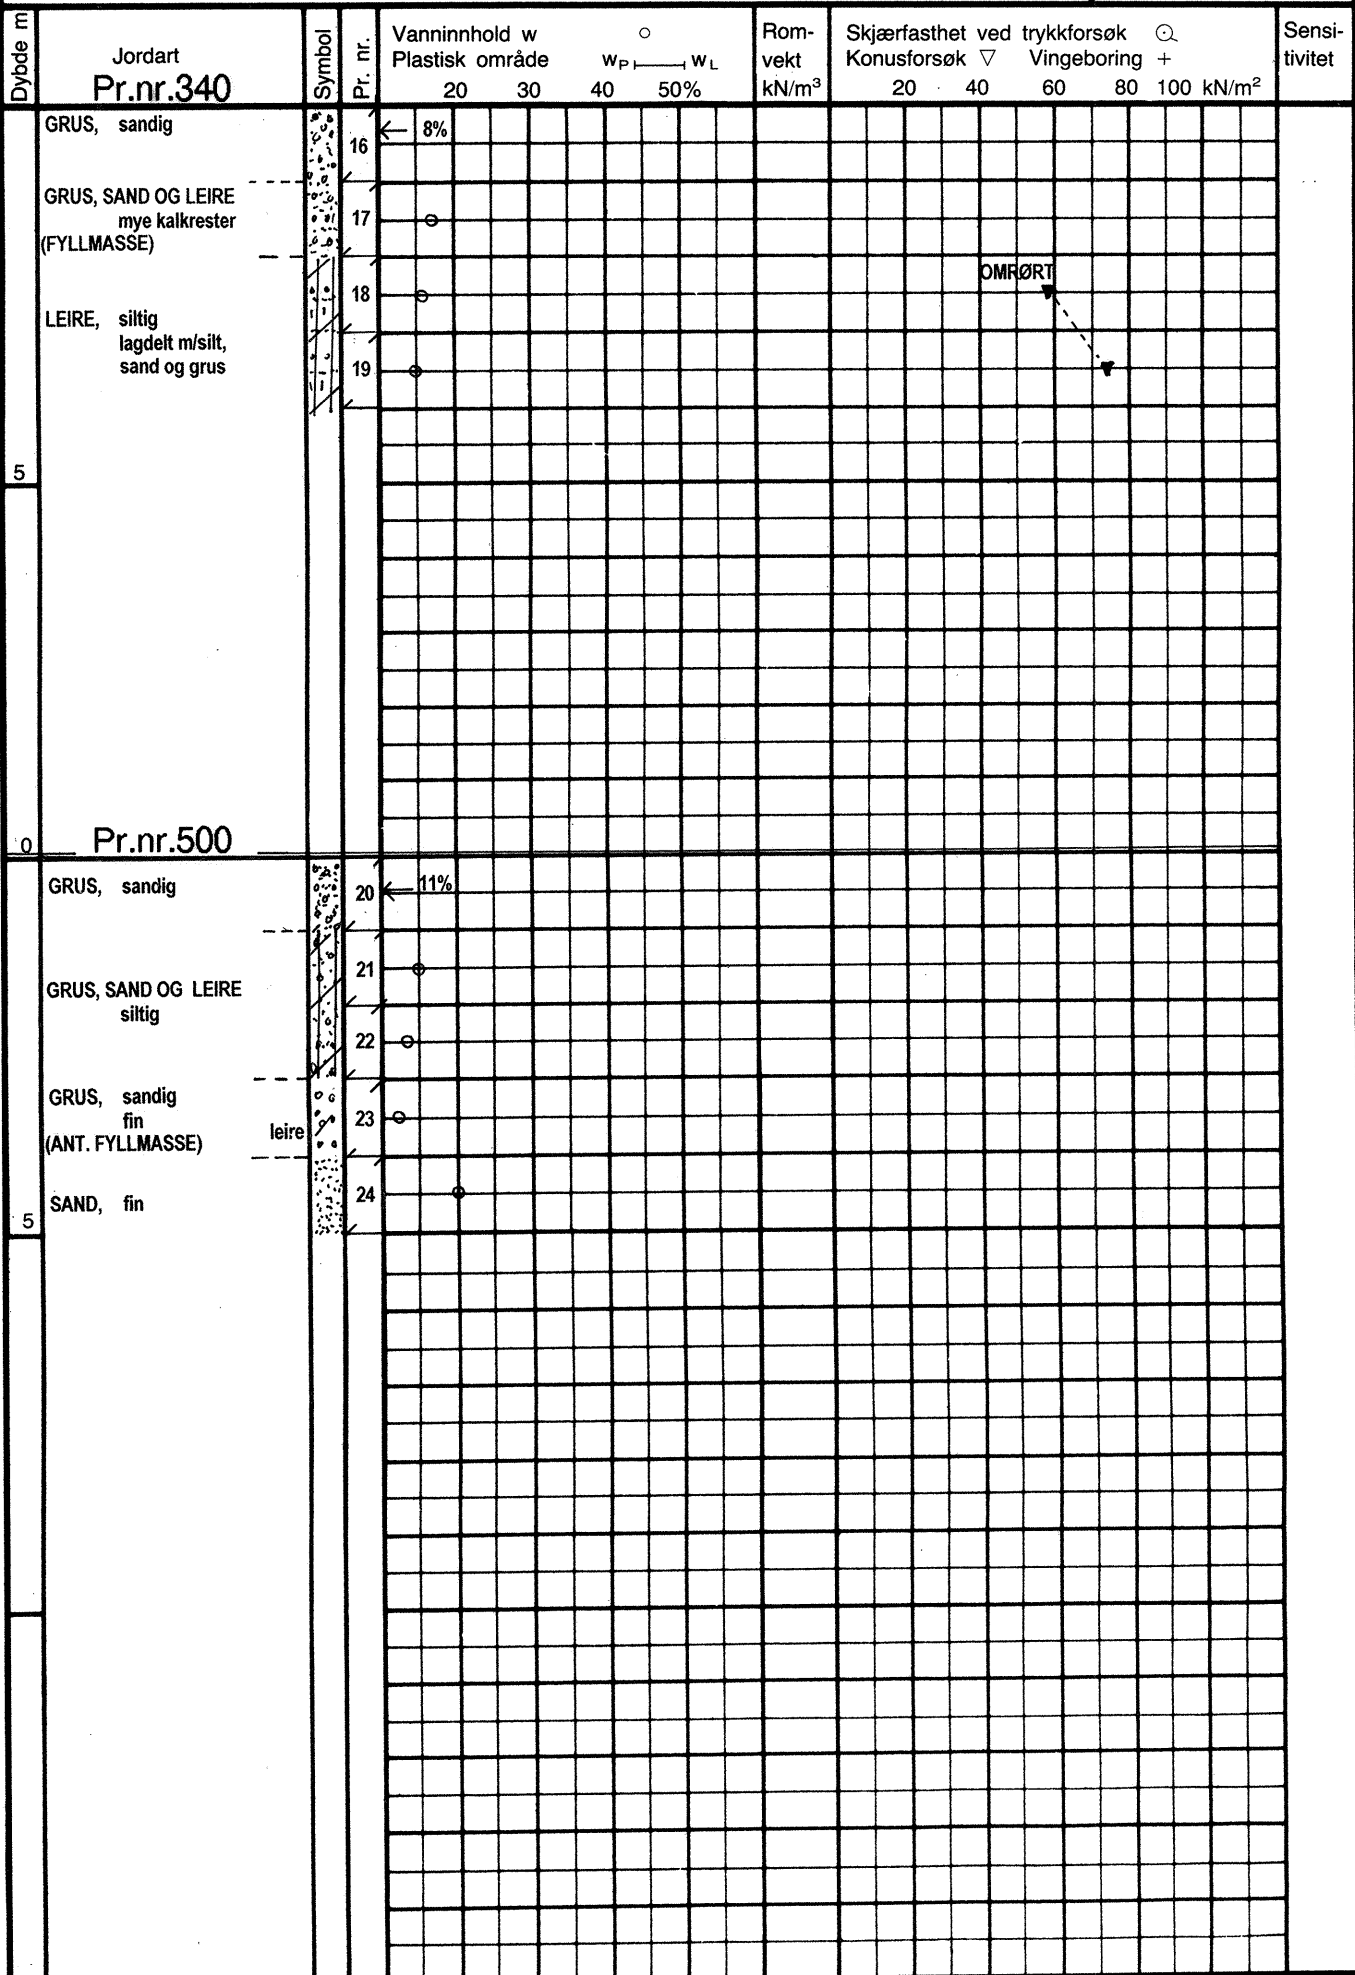 Dybde m
Jordart
Pr.nr.340
Symbol
Pr. nr.
Vanninnhold w
Plastisk område wP wL
20 30 40 50%
Rom-
vekt
kN/m³
Skjærfasthet ved trykkforsøk
Konusforsøk ▽ Vingeboring +
20 40 60 80 100 kN/m²
Sensi-
tivitet
GRUS, sandig
16
8%
GRUS, SAND OG LEIRE
mye kalkrester
(FYLLMASSE)
17
OMRØRT
18
LEIRE, siltig
lagdelt m/silt,
sand og grus
19
5
0
Pr.nr.500
GRUS, sandig
20
11%
21
GRUS, SAND OG LEIRE
siltig
22
GRUS, sandig
fin
(ANT. FYLLMASSE)
leire
23
24
SAND, fin
5